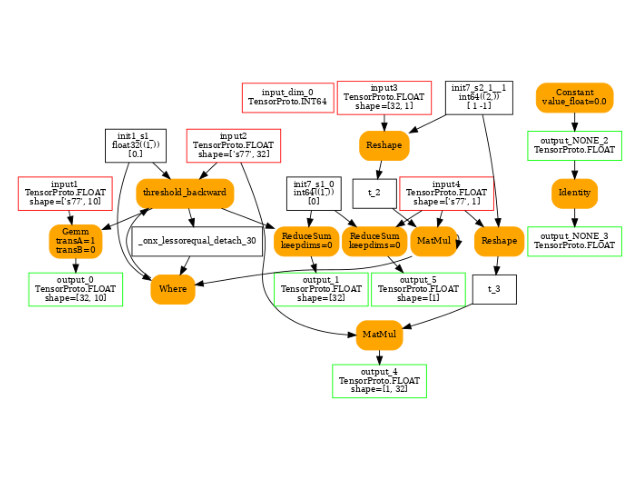 input_dim_0
TensorProto.INT64
input3
TensorProto.FLOAT
shape=[32, 1]
init7_s2_1__1
int64((2,))
[ 1 -1]
Constant
value_float=0.0
init1_s1_
float32((1,))
[0.]
input2
TensorProto.FLOAT
shape=['s77', 32]
Reshape
output_NONE_2
TensorProto.FLOAT
input1
TensorProto.FLOAT
shape=['s77', 10]
threshold_backward
init7_s1_0
int64((1,))
[0]
t_2
input4
TensorProto.FLOAT
shape=['s77', 1]
Identity
Gemm
transA=1
transB=0
_onx_lessorequal_detach_30
ReduceSum
keepdims=0
ReduceSum
keepdims=0
MatMul
Reshape
output_NONE_3
TensorProto.FLOAT
output_0
TensorProto.FLOAT
shape=[32, 10]
Where
output_1
TensorProto.FLOAT
shape=[32]
output_5
TensorProto.FLOAT
shape=[1]
t_3
MatMul
output_4
TensorProto.FLOAT
shape=[1, 32]